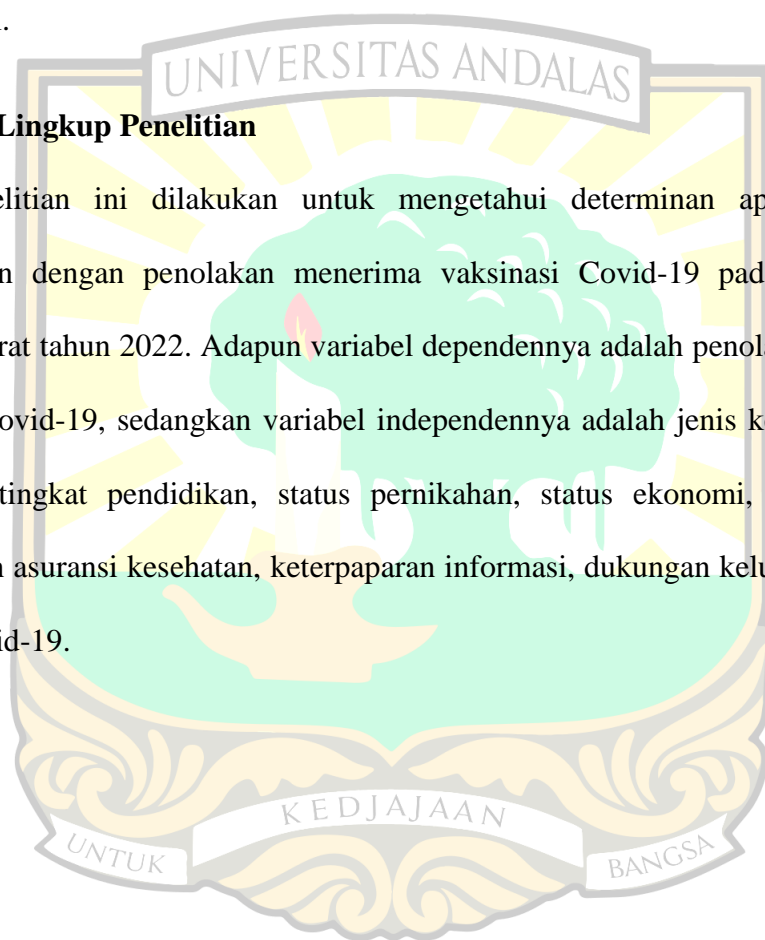 .
UNIVERSITAS ANDALAS
Lingkup Penelitian
elitian ini dilakukan untuk mengetahui determinan ap
n dengan penolakan menerima vaksinasi Covid-19 pad
rat tahun 2022. Adapun variabel dependennya adalah penola
ovid-19, sedangkan variabel independennya adalah jenis k
tingkat pendidikan, status pernikahan, status ekonomi,
n asuransi kesehatan, keterpaparan informasi, dukungan kelu
id-19.
KEDJAJAAN
UNTUK
BANGSA